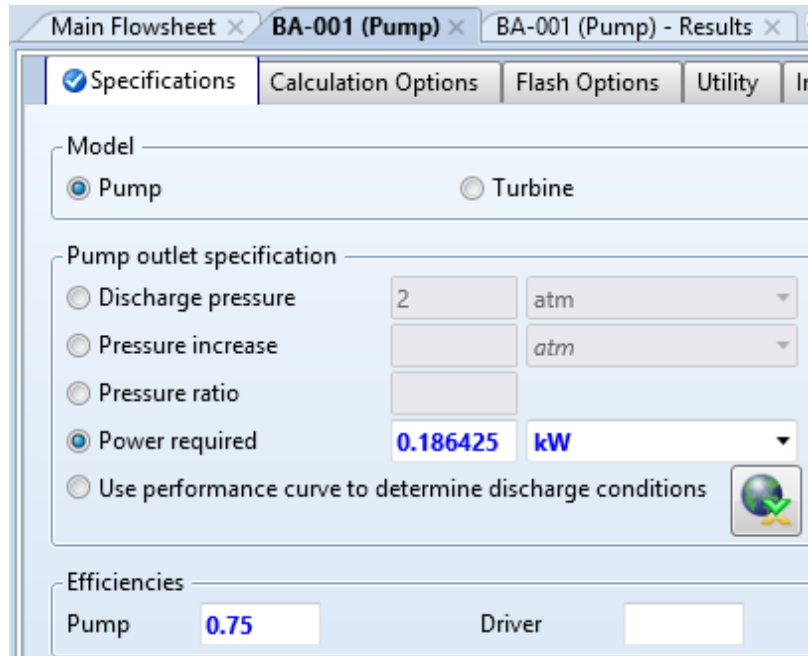 Main Flowsheet BA-001 (Pump) BA-001 (Pump) - Results
Specifications Calculation Options Flash Options Utility
Model
Pump Turbine
Pump outlet specification
Discharge pressure 2 atm
Pressure increase atm
Pressure ratio
Power required 0.186425 kW
Use performance curve to determine discharge conditions
Efficiencies
Pump 0.75 Driver